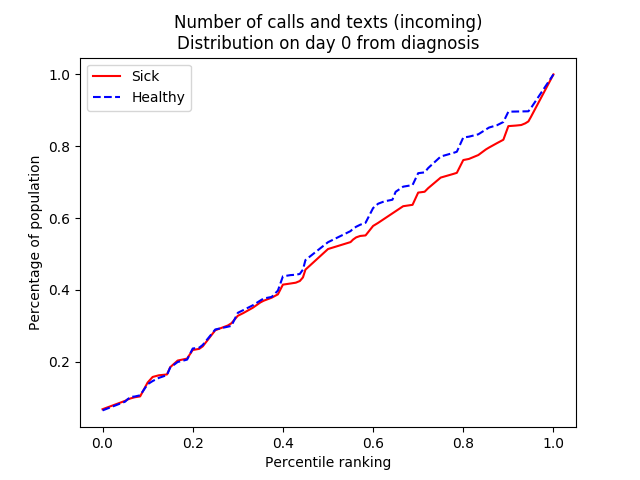 Number of calls and texts (incoming)
Distribution on day 0 from diagnosis
Sick
Healthy
Percentage of population
1.0
0.8
0.6
0.4
0.2
0.0 0.2 0.4 0.6 0.8 1.0
Percentile ranking